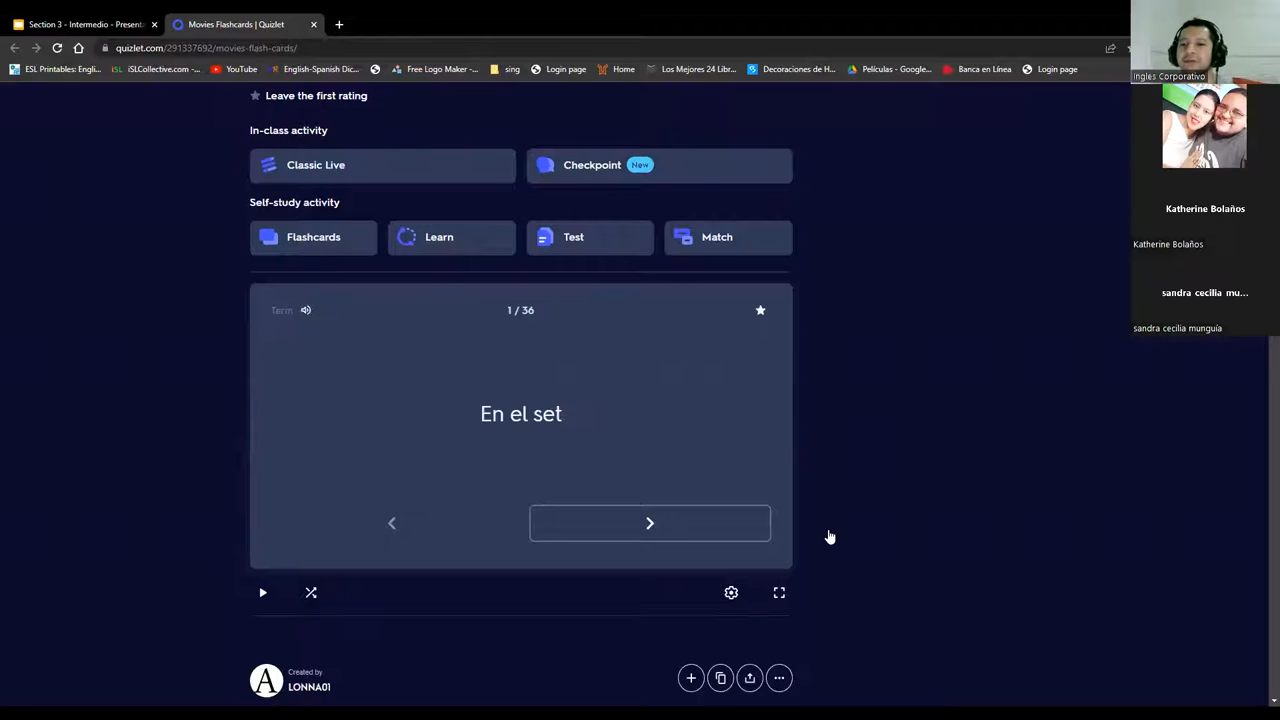 Section 3 - Intermedio - Present
Movies Flashcards | Quizlet
quizlet.com/291337692/movies-flash-cards/
ESL Printables: Engli...
iSLCollective.com -...
YouTube
English-Spanish Dic...
Free Logo Maker -...
sing
Login page
Home
Los Mejores 24 Libr...
Decoraciones de H...
Películas - Google...
Banca en Línea
Login page
Ingles Corporativo
Leave the first rating
In-class activity
Classic Live
Checkpoint New
Self-study activity
Flashcards
Learn
Test
Match
Term
1 / 36
En el set
Created by
LONNA01
Katherine Bolaños
Katherine Bolaños
sandra cecilia mu...
sandra cecilia munguía